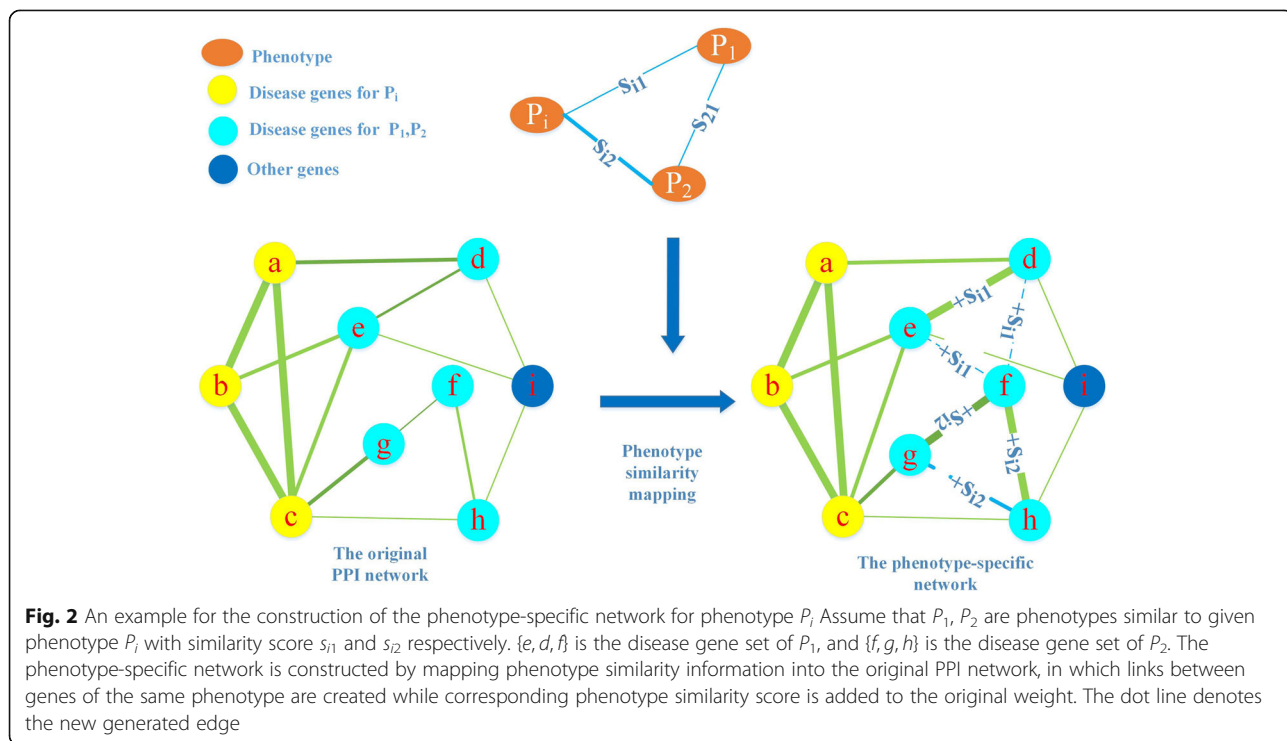 Phenotype
Disease genes for Pi
Disease genes for P1,P2
Other genes
P1
Pi
P2
Si1
S21
Si2
a
d
e
b
f
i
g
c
h
The original
PPI network
Phenotype
similarity
mapping
a
d
+Si1
+Si1
e
+Si1
b
f
i
+Si2
+Si2
g
+Si2
c
h
The phenotype-specific
network
Fig. 2 An example for the construction of the phenotype-specific network for phenotype Pi Assume that P1, P2 are phenotypes similar to given
phenotype Pi with similarity score si1 and si2 respectively. {e, d, f} is the disease gene set of P1, and {f, g, h} is the disease gene set of P2. The
phenotype-specific network is constructed by mapping phenotype similarity information into the original PPI network, in which links between
genes of the same phenotype are created while corresponding phenotype similarity score is added to the original weight. The dot line denotes
the new generated edge